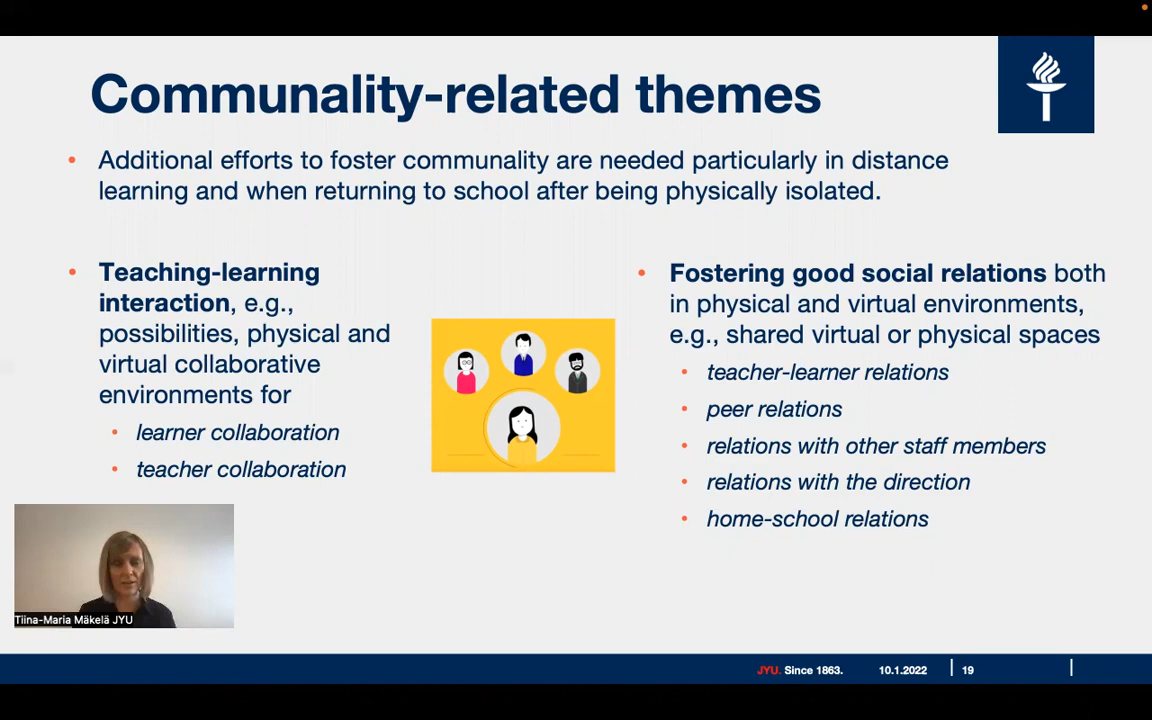 Communality-related themes
• Additional efforts to foster communality are needed particularly in distance
learning and when returning to school after being physically isolated.
• Teaching-learning
interaction, e.g.,
possibilities, physical and
virtual collaborative
environments for
• learner collaboration
• teacher collaboration
• Fostering good social relations both
in physical and virtual environments,
e.g., shared virtual or physical spaces
• teacher-learner relations
• peer relations
• relations with other staff members
• relations with the direction
• home-school relations
Tiina-Maria Mäkelä JYU
JYU. Since 1863. 10.1.2022 19